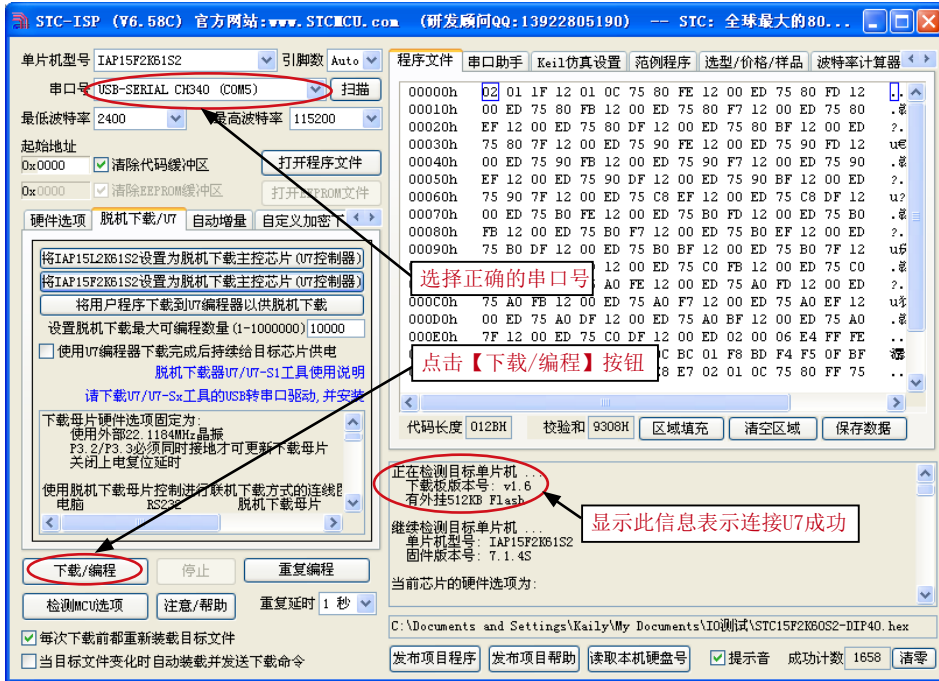 STC-ISP (V6.58C) 官方网站:www.STCMCU.com (研发顾问QQ:13922805190) -- STC: 全球最大的80...
单片机型号 IAP15F2K61S2 引脚数 Auto
串口号 USB-SERIAL CH340 (COM5) 扫描
最低波特率 2400 最高波特率 115200
起始地址
0x0000 清除代码缓冲区 打开程序文件
0x0000 清除EEPROM缓冲区 打开EEPROM文件
硬件选项 脱机下载/U7 自动增量 自定义加密下
将IAP15L2K61S2设置为脱机下载主控芯片(U7控制器)
将IAP15F2K61S2设置为脱机下载主控芯片(U7控制器)
将用户程序下载到U7编程器以供脱机下载
设置脱机下载最大可编程数量(1-1000000) 10000
使用U7编程器下载完成后持续给目标芯片供电
脱机下载器U7/U7-S1工具使用说明
请下载U7/U7-Sx工具的USB转串口驱动,并安装
下载母片硬件选项固定为:
使用外部22.1184MHz晶振
P3.2/P3.3必须同时接地才可更新下载母片
关闭上电复位延时
使用脱机下载母片控制进行联机下载方式的连线
电脑 RS232 脱机下载母片
下载/编程 停止 重复编程
检测MCU选项 注意/帮助 重复延时 1 秒
每次下载前都重新装载目标文件
当目标文件变化时自动装载并发送下载命令
程序文件 串口助手 Keil仿真设置 范例程序 选型/价格/样品 波特率计算器
00000h 02 01 1F 12 01 0C 75 80 FE 12 00 ED 75 80 FD 12
00010h 00 ED 75 80 FB 12 00 ED 75 80 F7 12 00 ED 75 80
00020h EF 12 00 ED 75 80 DF 12 00 ED 75 80 BF 12 00 ED ?.
00030h 75 80 7F 12 00 ED 75 90 FE 12 00 ED 75 90 FD 12 u€
00040h 00 ED 75 90 FB 12 00 ED 75 90 F7 12 00 ED 75 90
00050h EF 12 00 ED 75 90 DF 12 00 ED 75 90 BF 12 00 ED ?.
00060h 75 90 7F 12 00 ED 75 C8 EF 12 00 ED 75 C8 DF 12 u?
00070h 00 ED 75 B0 FE 12 00 ED 75 B0 FD 12 00 ED 75 B0
00080h FB 12 00 ED 75 B0 F7 12 00 ED 75 B0 EF 12 00 ED ?.
00090h 75 B0 DF 12 00 ED 75 B0 BF 12 00 ED 75 B0 7F 12
12 00 ED 75 C0 FB 12 00 ED 75 C0
选择正确的串口号
A0 FE 12 00 ED 75 A0 FD 12 00 ED ?.
000C0h 75 A0 FB 12 00 ED 75 A0 F7 12 00 ED 75 A0 EF 12
000D0h 00 ED 75 A0 DF 12 00 ED 75 A0 BF 12 00 ED 75 A0
000E0h 7F 12 00 ED 75 C0 DF 12 00 ED 02 00 06 E4 FF FE ..
BC 01 F8 BD F4 F5 0F BF
点击【下载/编程】按钮
E7 02 01 0C 75 80 FF 75 ..
代码长度 012BH 校验和 9308H 区域填充 清空区域 保存数据
正在检测目标单片机 ...
下载板版本号: v1.6
有外挂512KB Flash
显示此信息表示连接U7成功
继续检测目标单片机 ...
单片机型号: IAP15F2K61S2
固件版本号: 7.1.4S
当前芯片的硬件选项为:
C:\Documents and Settings\Kaily\My Documents\IO测试\STC15F2K60S2-DIP40.hex
发布项目程序 发布项目帮助 读取本机硬盘号 提示音 成功计数 1658 清零